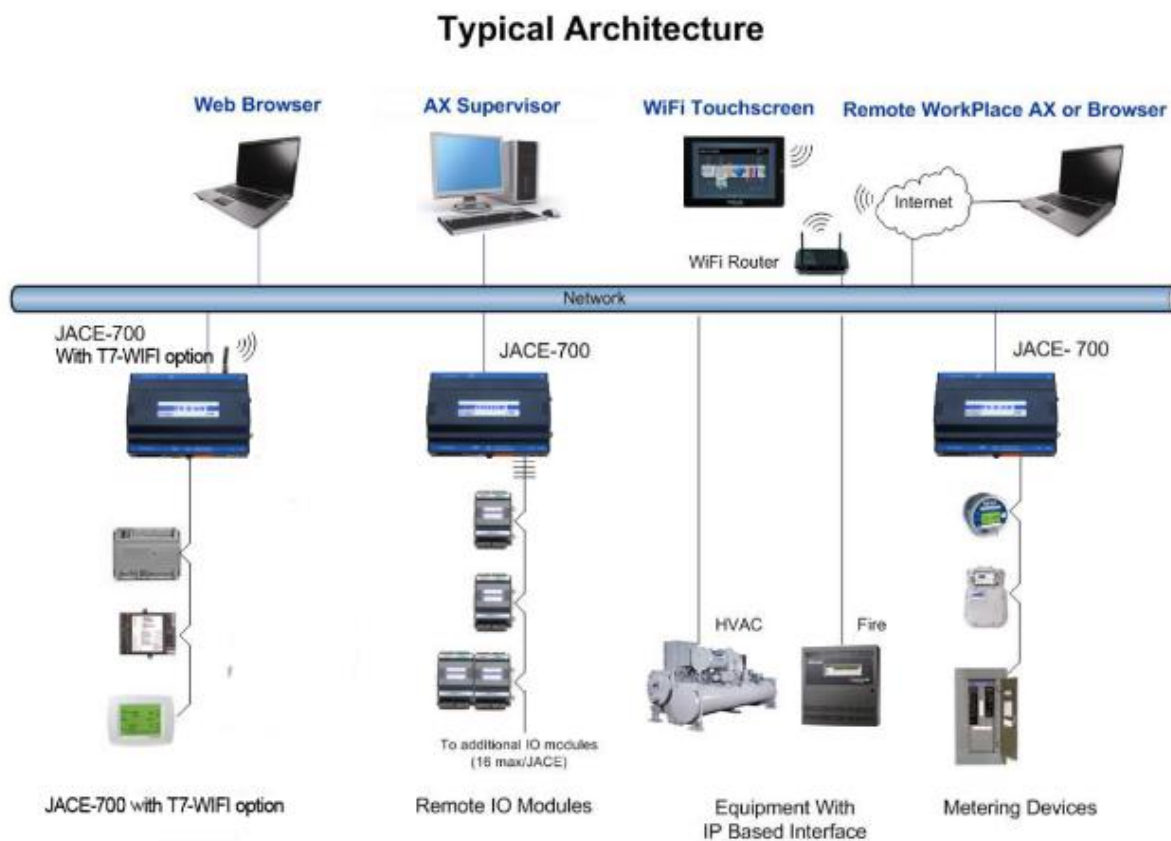 Typical Architecture
Web Browser
AX Supervisor
WiFi Touchscreen
Remote WorkPlace AX or Browser
Internet
WiFi Router
Network
JACE-700
With T7-WIFI option
JACE-700
JACE- 700
HVAC
Fire
To additional IO modules
(16 max/JACE)
JACE-700 with T7-WIFI option
Remote IO Modules
Equipment With
IP Based Interface
Metering Devices